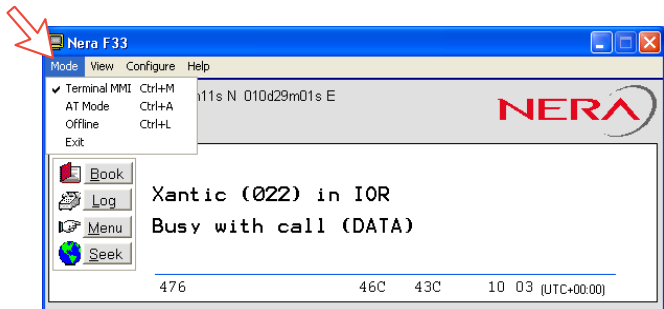 Nera F33
Mode View Configure Help
✓ Terminal MMI Ctrl+M
AT Mode Ctrl+A
Offline Ctrl+L
Exit
11s N 010d29m01s E
NERA
Book
Log
Menu
Seek
Xantic (022) in IOR
Busy with call (DATA)
476 46C 43C 10 03 (UTC+00:00)